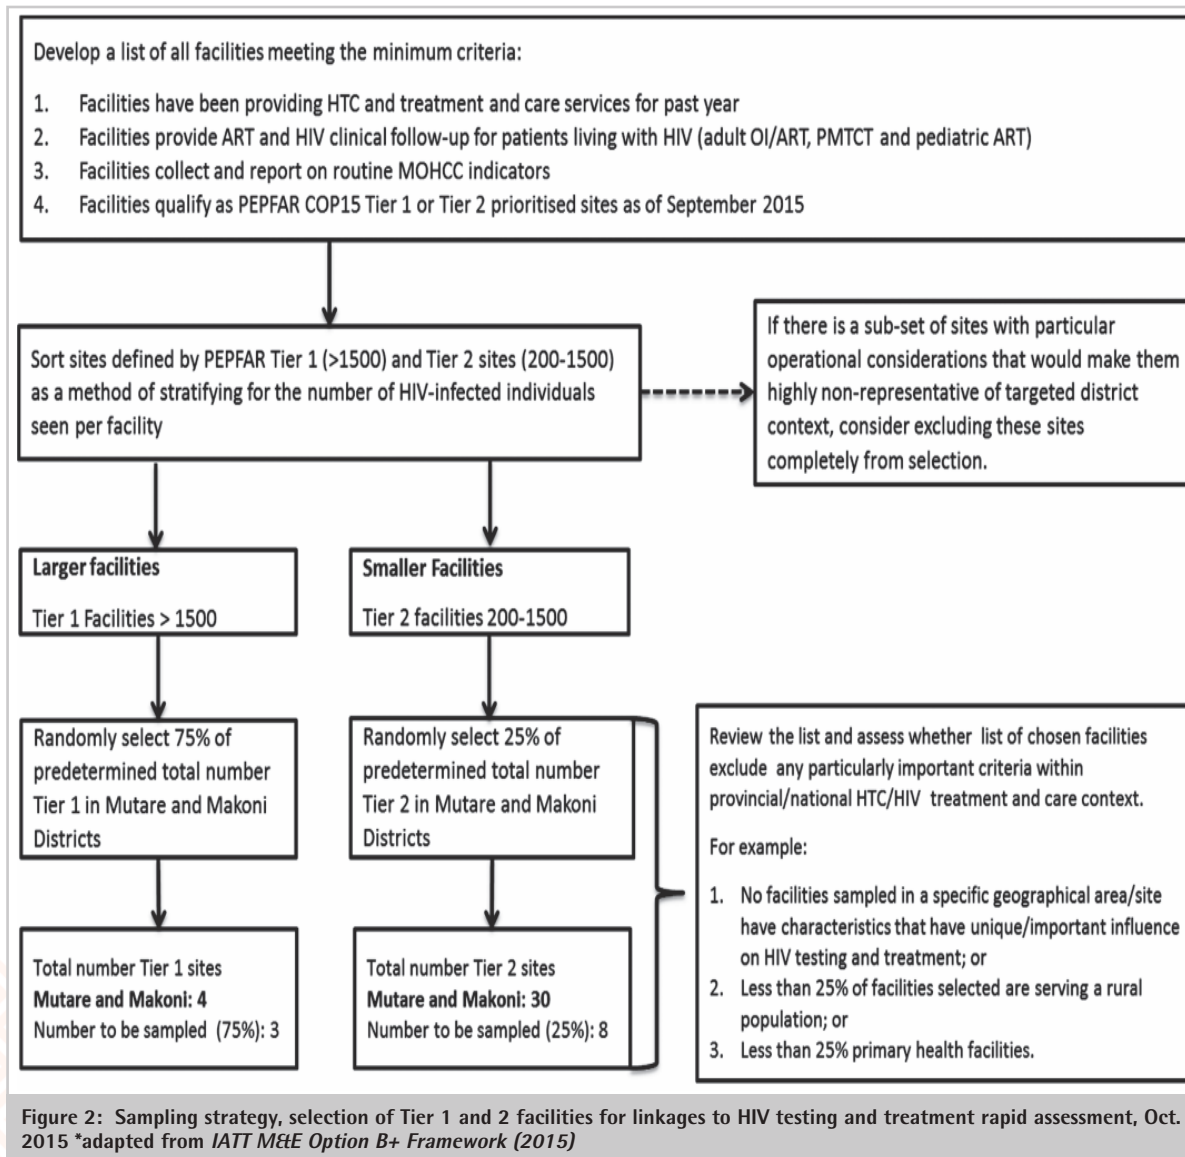 Develop a list of all facilities meeting the minimum criteria:
1. Facilities have been providing HTC and treatment and care services for past year
2. Facilities provide ART and HIV clinical follow-up for patients living with HIV (adult OI/ART, PMTCT and pediatric ART)
3. Facilities collect and report on routine MOHCC indicators
4. Facilities qualify as PEPFAR COP15 Tier 1 or Tier 2 prioritised sites as of September 2015
Sort sites defined by PEPFAR Tier 1 (>1500) and Tier 2 sites (200-1500)
as a method of stratifying for the number of HIV-infected individuals
seen per facility
If there is a sub-set of sites with particular
operational considerations that would make them
highly non-representative of targeted district
context, consider excluding these sites
completely from selection.
Larger facilities
Tier 1 Facilities > 1500
Smaller Facilities
Tier 2 facilities 200-1500
Randomly select 75% of
predetermined total number
Tier 1 in Mutare and Makoni
Districts
Randomly select 25% of
predetermined total number
Tier 2 in Mutare and Makoni
Districts
Total number Tier 1 sites
Mutare and Makoni: 4
Number to be sampled (75%): 3
Total number Tier 2 sites
Mutare and Makoni: 30
Number to be sampled (25%): 8
Review the list and assess whether list of chosen facilities
exclude any particularly important criteria within
provincial/national HTC/HIV treatment and care context.
For example:
1. No facilities sampled in a specific geographical area/site
have characteristics that have unique/important influence
on HIV testing and treatment; or
2. Less than 25% of facilities selected are serving a rural
population; or
3. Less than 25% primary health facilities.
Figure 2: Sampling strategy, selection of Tier 1 and 2 facilities for linkages to HIV testing and treatment rapid assessment, Oct.
2015 *adapted from IATT M&E Option B+ Framework (2015)